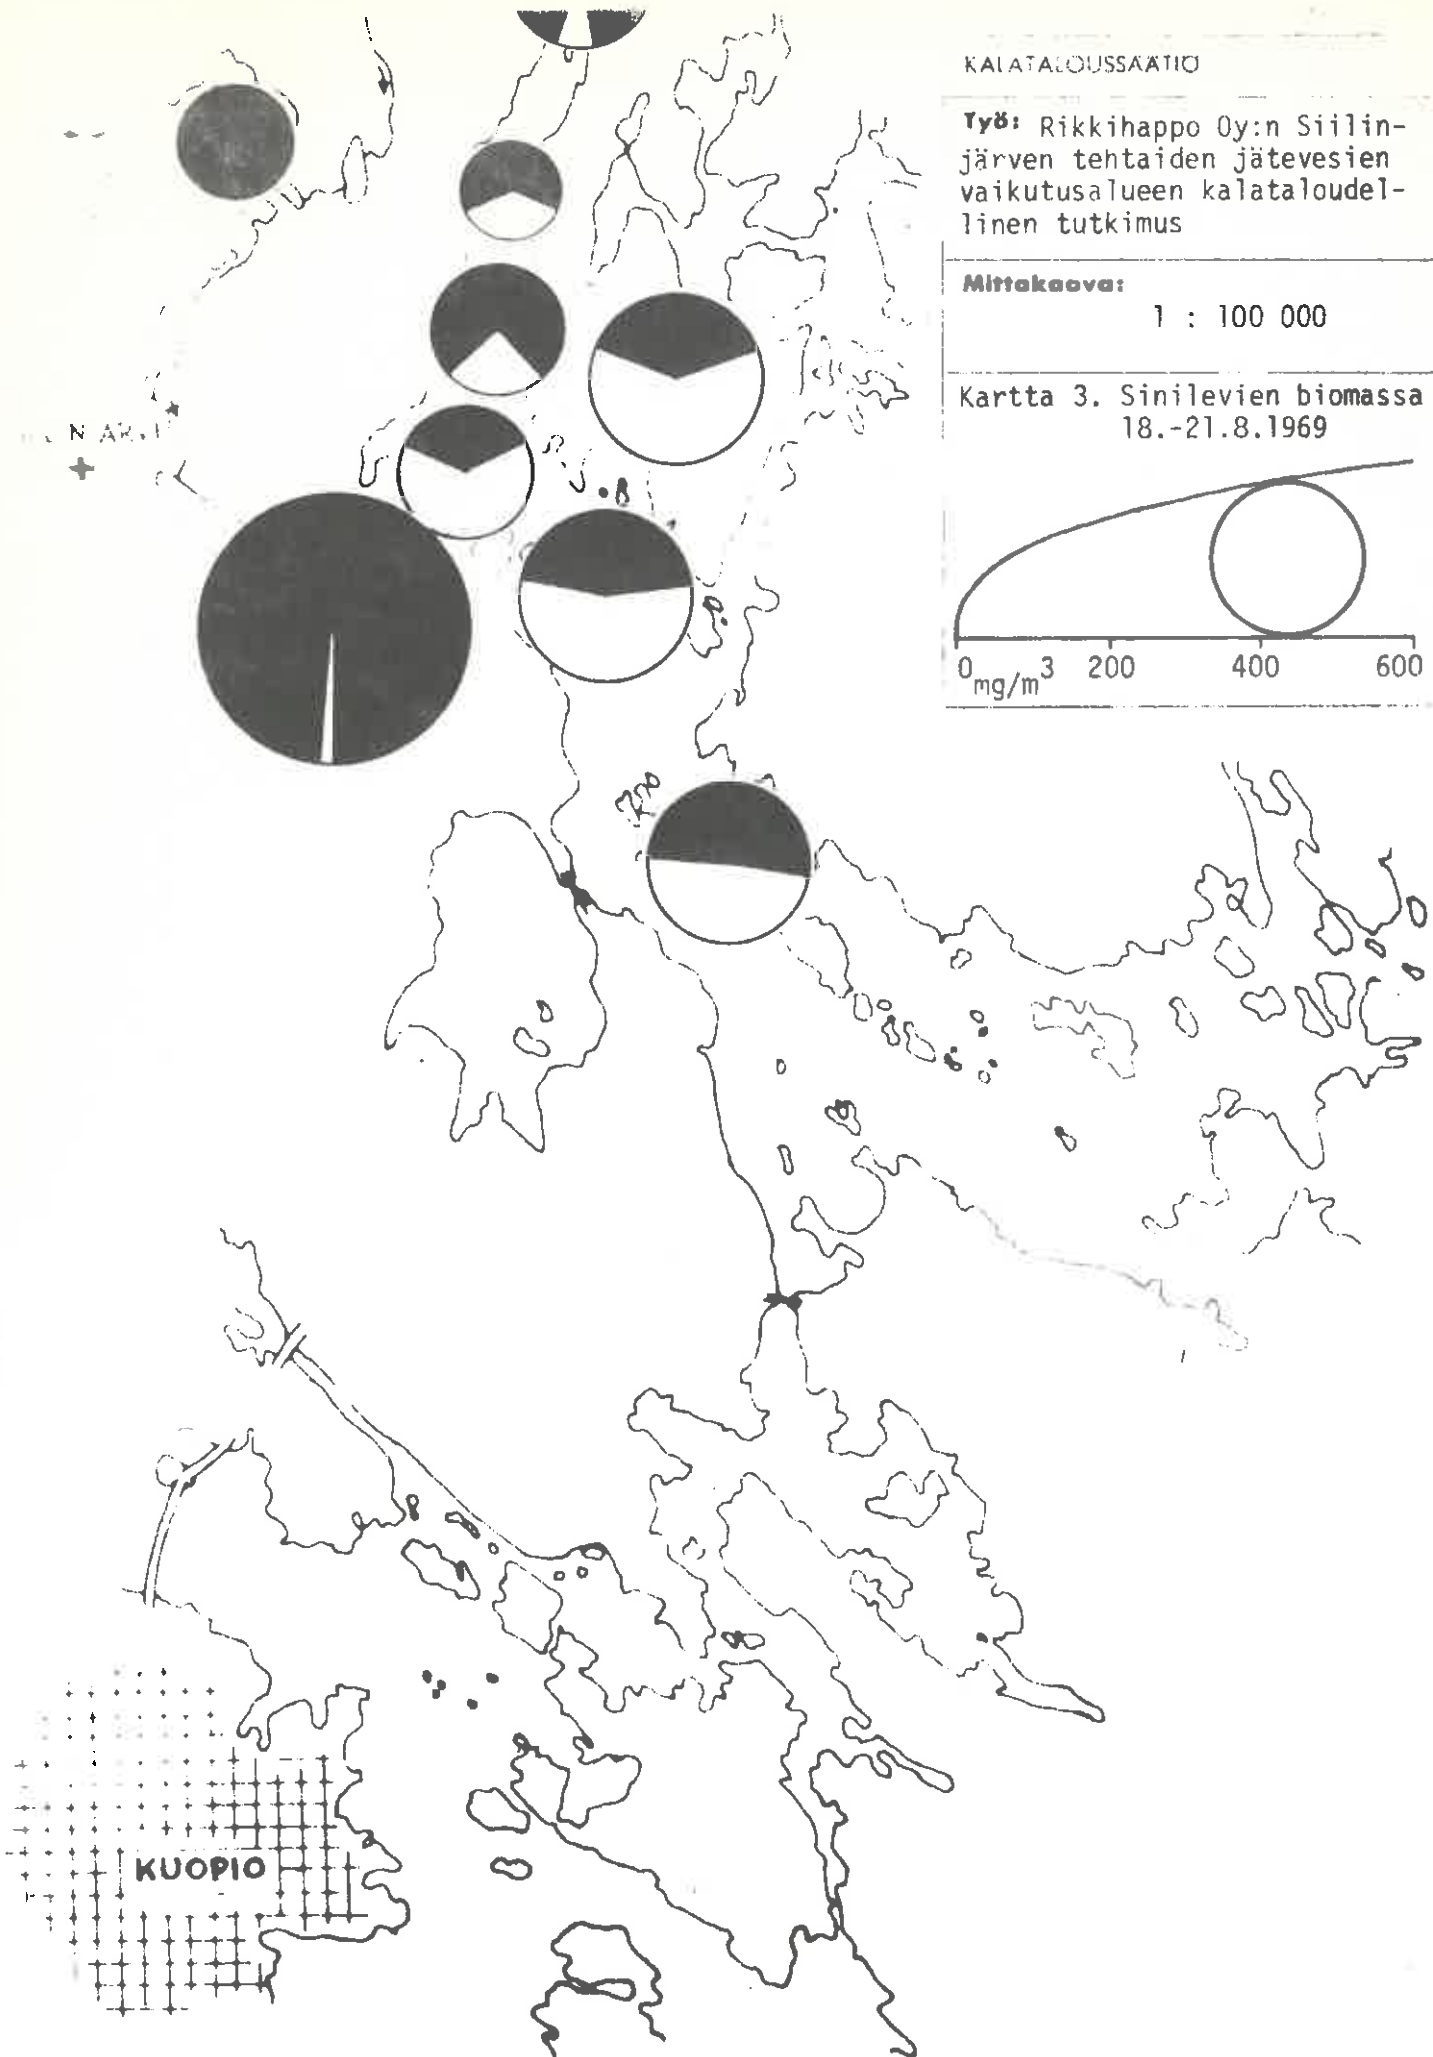 KALATALOUSSÄÄTIÖ
Työ: Rikkihappo Oy:n Siilin-
järven tehtaiden jätevesien
vaikutusalueen kalataloudel-
linen tutkimus
Mittakaava:
1 : 100 000
Kartta 3. Sinilevien biomassa
18.-21.8.1969
0 200 400 600
mg/m³
KUOPIO